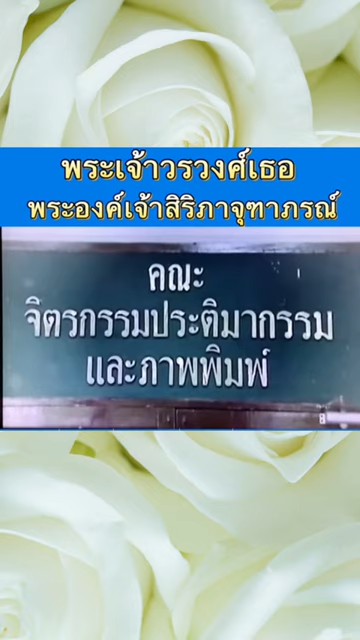 พระเจ้าวรวงศ์เธอ
พระองค์เจ้าสิริภาจุฑาภรณ์
คณะ
จิตรกรรมประติมากรรม
และภาพพิมพ์